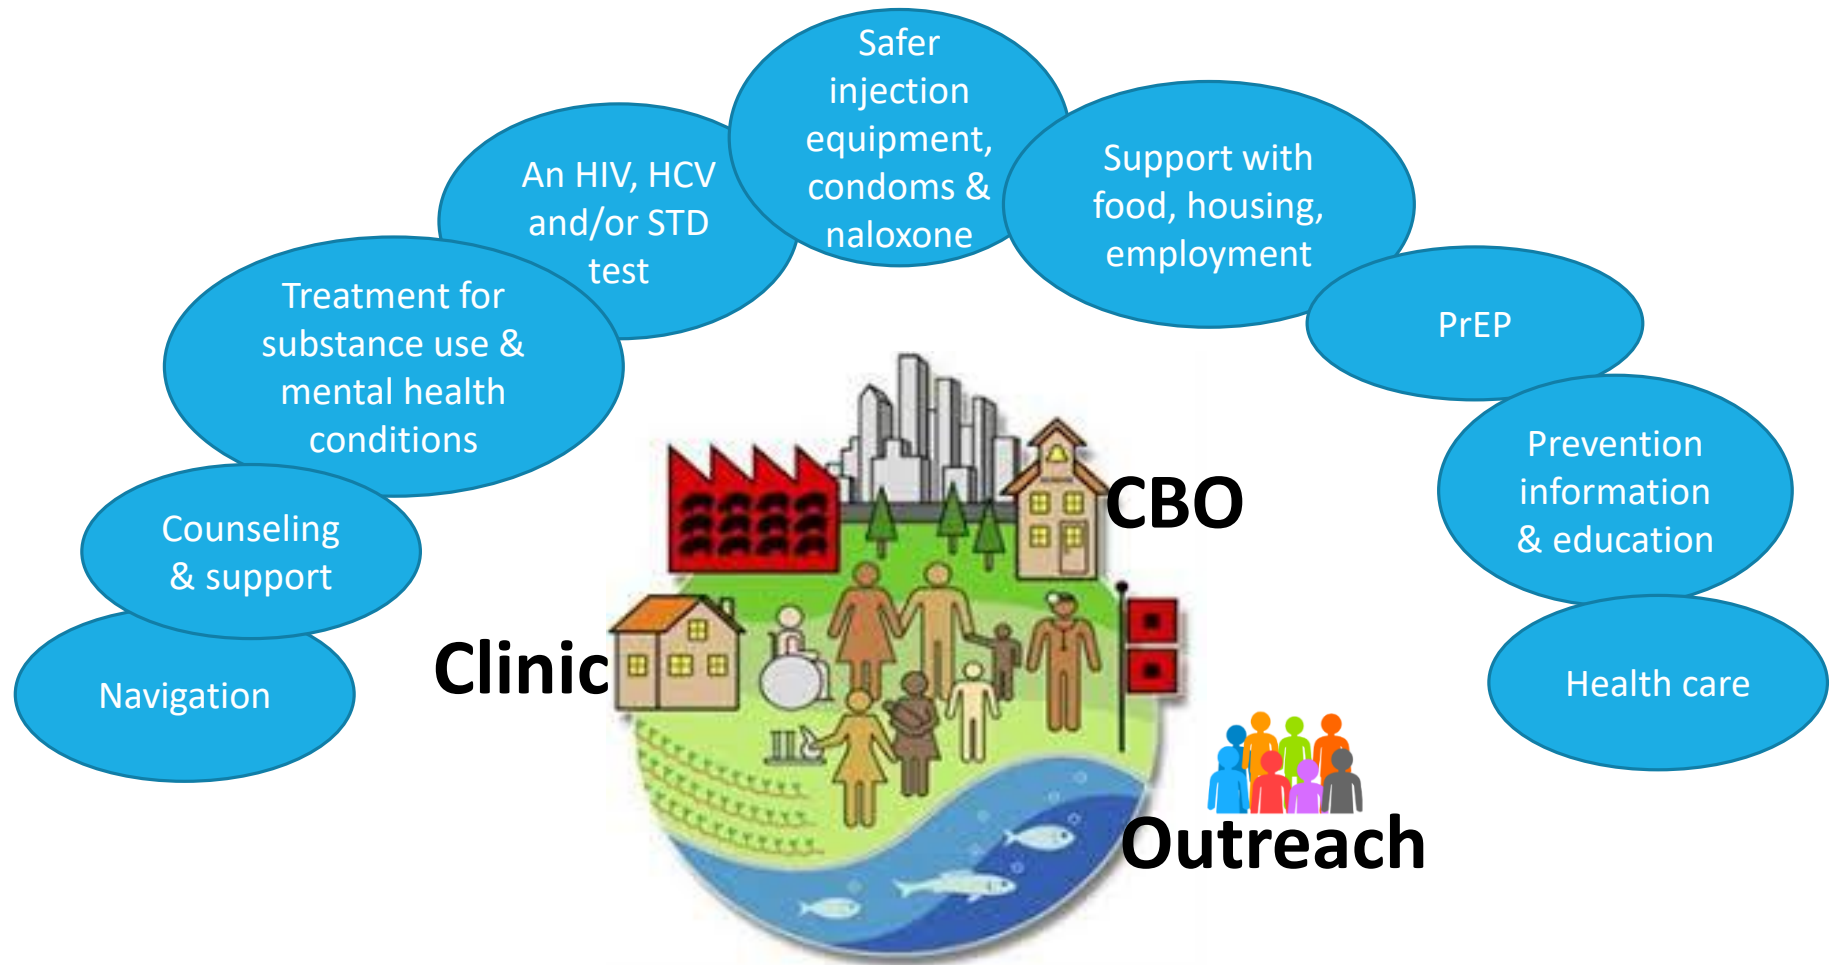 Safer
injection
equipment,
condoms &
naloxone
An HIV, HCV
and/or STD
test
Support with
food, housing,
employment
Treatment for
substance use &
mental health
conditions
PrEP
Prevention
information
& education
Counseling
& support
Navigation
Health care
CBO
Clinic
Outreach